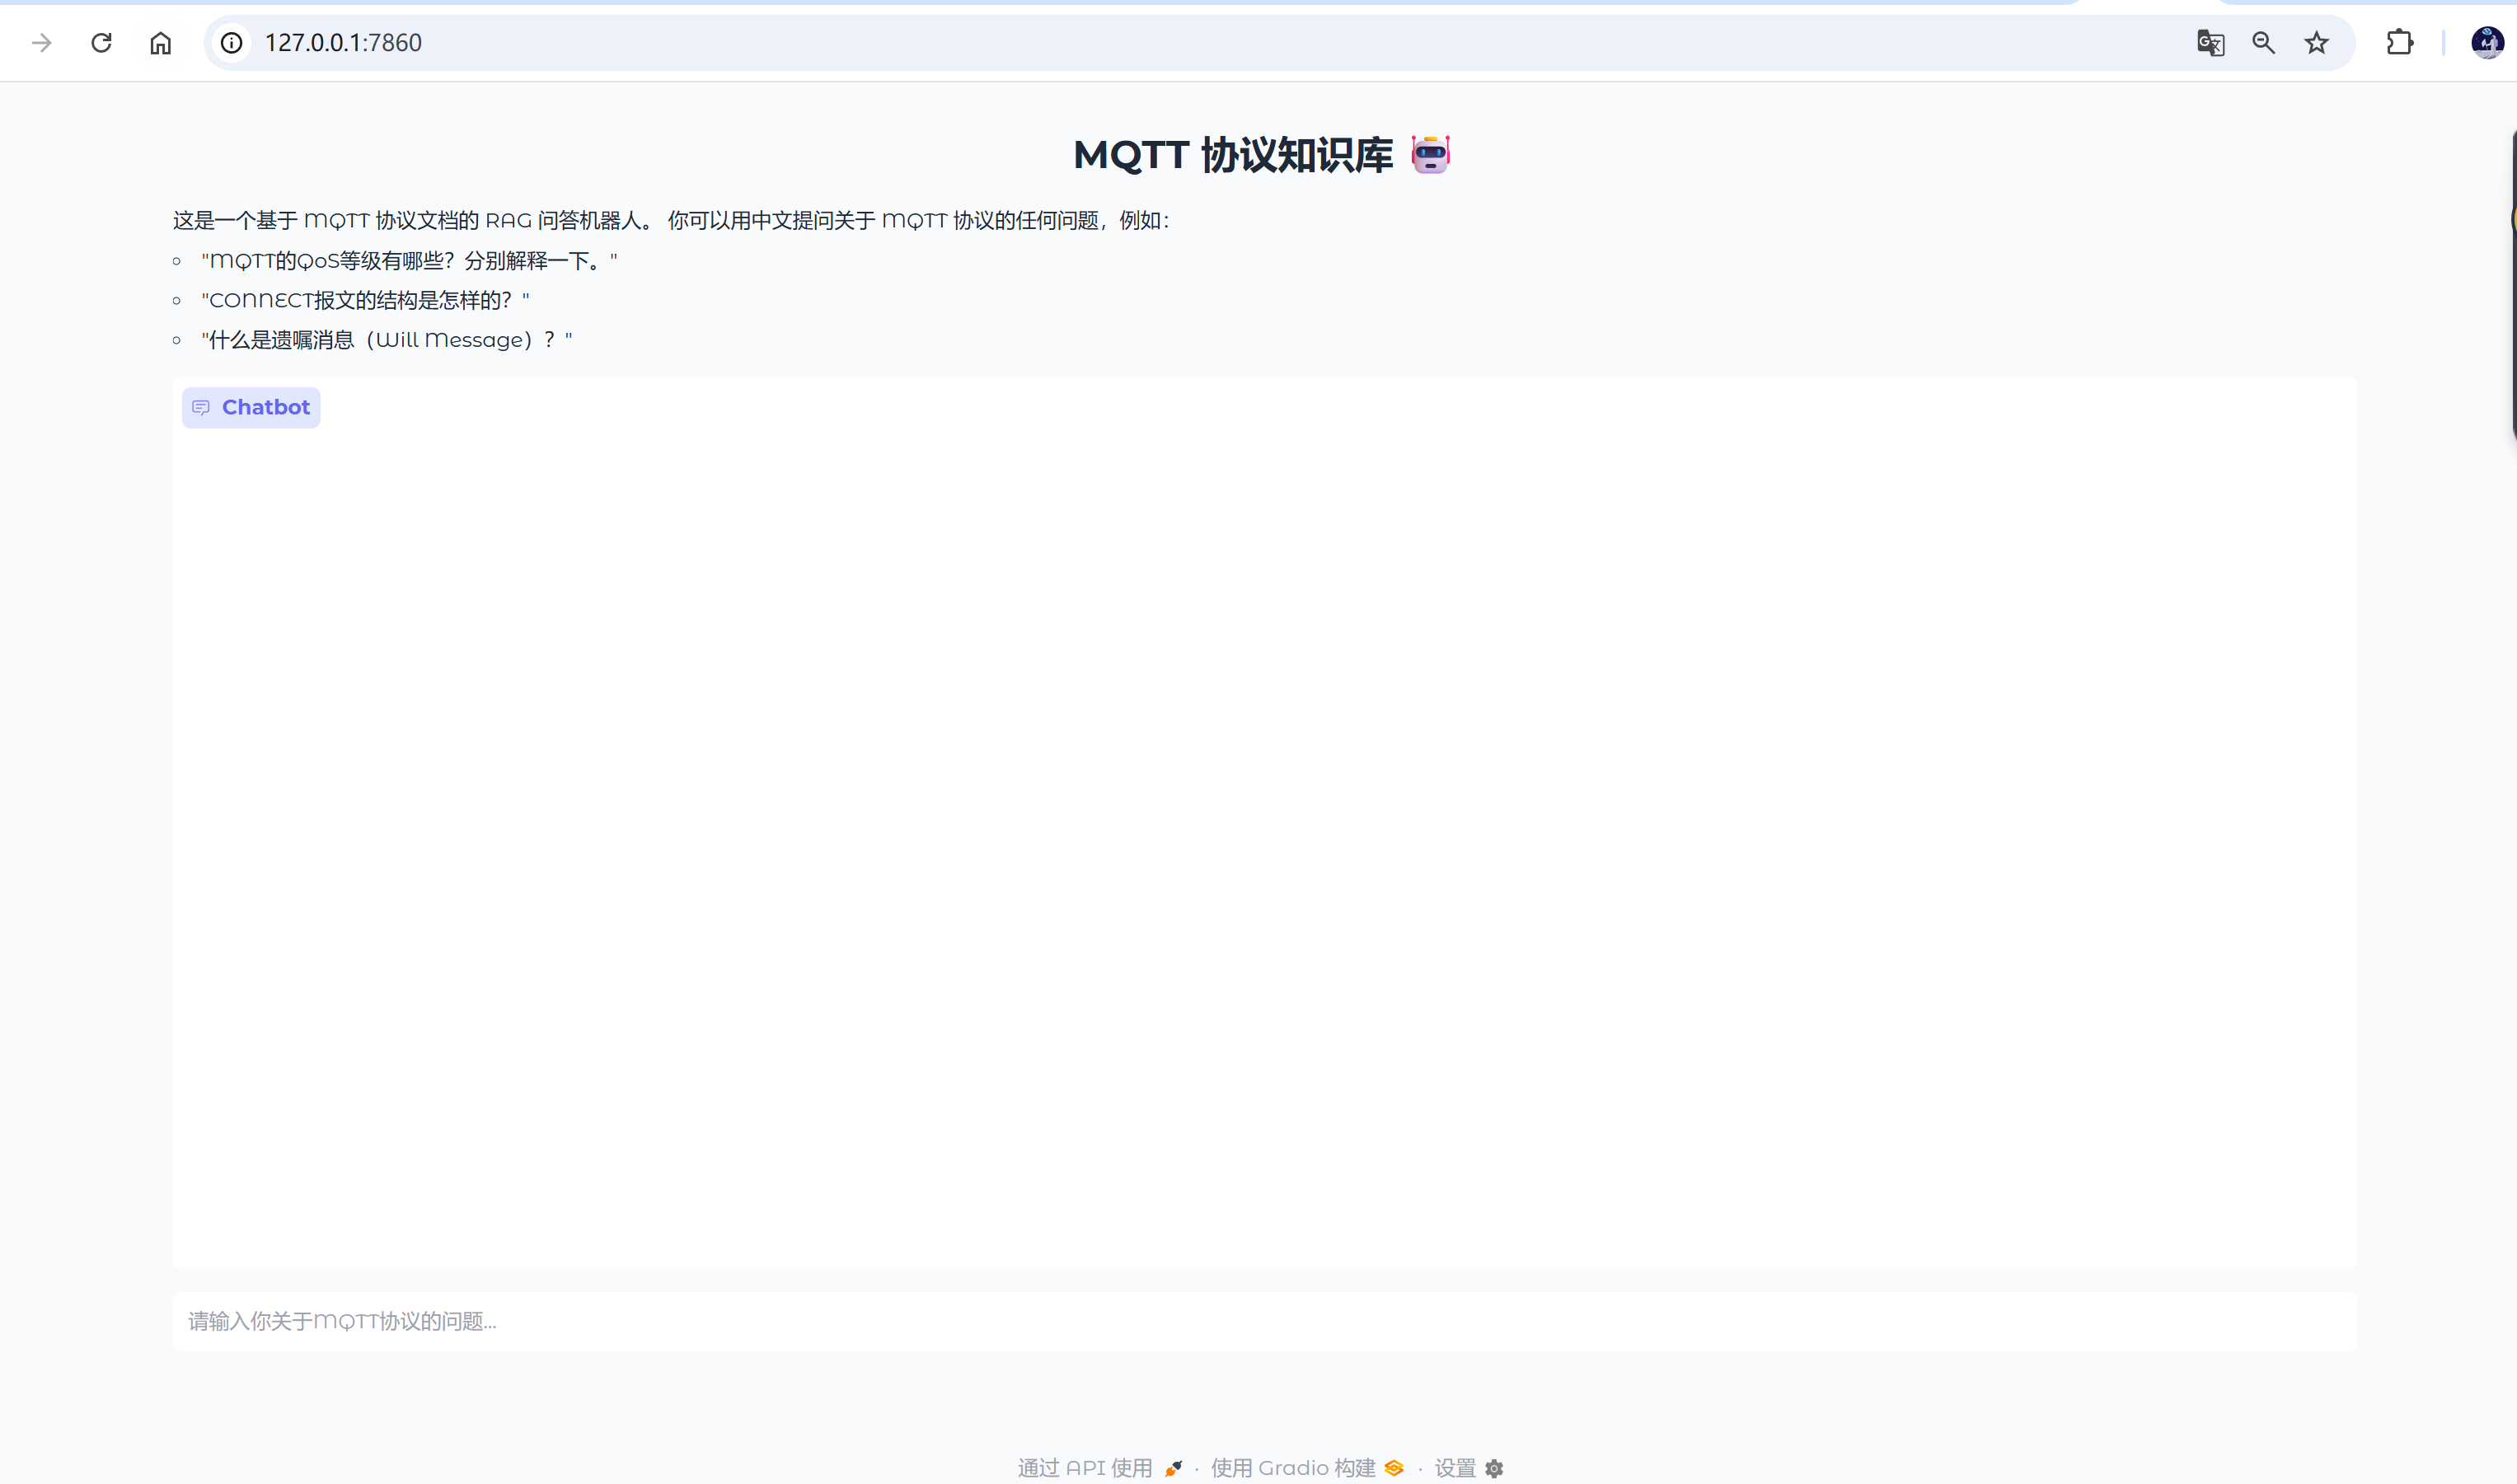 127.0.0.1:7860
MQTT 协议知识库
这是一个基于 MQTT 协议文档的 RAG 问答机器人。 你可以用中文提问关于 MQTT 协议的任何问题，例如：
"MQTT的QoS等级有哪些？分别解释一下。"
"CONNECT报文的结构是怎样的？"
"什么是遗嘱消息（Will Message）？"
Chatbot
请输入你关于MQTT协议的问题...
通过 API 使用 · 使用 Gradio 构建 · 设置